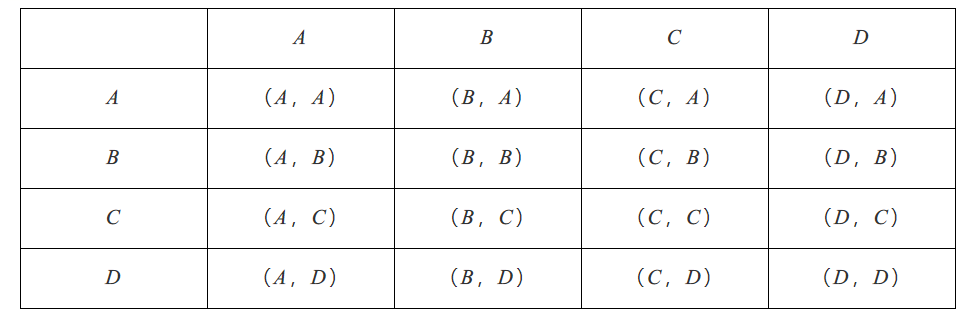 A B C D
A (A, A) (B, A) (C, A) (D, A)
B (A, B) (B, B) (C, B) (D, B)
C (A, C) (B, C) (C, C) (D, C)
D (A, D) (B, D) (C, D) (D, D)